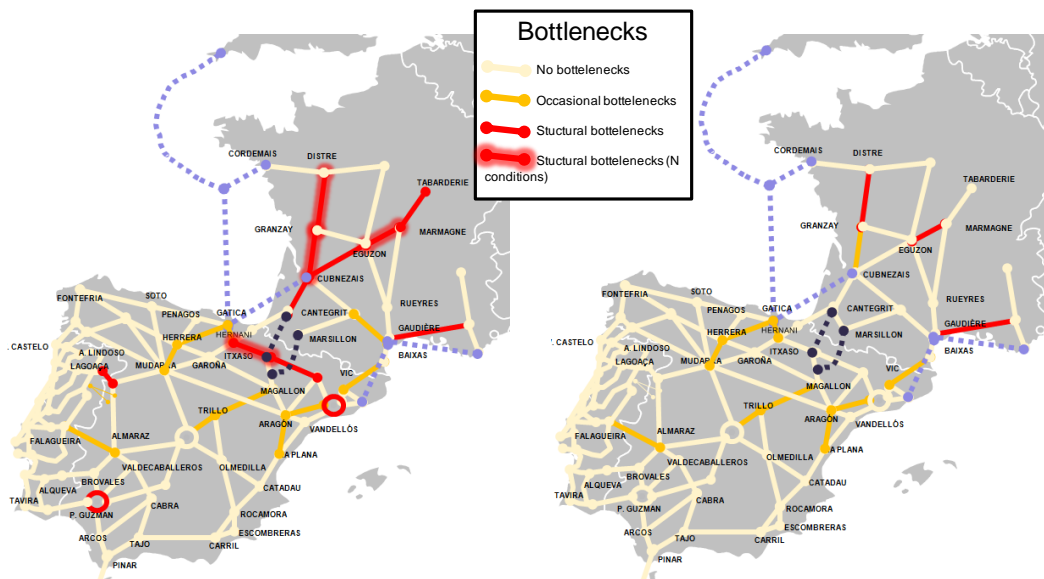 Bottlenecks
No bottelenecks
Occasional bottelenecks
Stuctural bottelenecks
Stuctural bottelenecks (N
conditions)
CORDEMAIS
DISTRE
TABARDERIE
GRANZAY
MARMAGNE
EGUZON
CUBNEZAIS
FONTEFRIA
SOTO
PENAGOS
GATICA
CANTEGRIT
RUEYRES
GAUDIÈRE
HERNANI
HERRERA
MARSILLON
. CASTELO
A. LINDOSO
ITXASO
BAIXAS
LAGOAÇA
MUDARRA
GAROÑA
VIC
MAGALLON
TRILLO
ARAGÓN
VANDELLÒS
FALAGUEIRA
ALMARAZ
A PLANA
VALDECABALLEROS
OLMEDILLA
BROVALES
ALQUEVA
CATADAU
TAVIRA
P. GUZMAN
CABRA
ROCAMORA
ESCOMBRERAS
ARCOS
TAJO
CARRIL
PINAR
CORDEMAIS
DISTRE
TABARDERIE
GRANZAY
MARMAGNE
EGUZON
CUBNEZAIS
FONTEFRIA
SOTO
PENAGOS
GATICA
CANTEGRIT
RUEYRES
GAUDIÈRE
HERNANI
HERRERA
MARSILLON
. CASTELO
A. LINDOSO
ITXASO
BAIXAS
LAGOAÇA
MUDARRA
GAROÑA
VIC
MAGALLON
TRILLO
ARAGÓN
VANDELLÒS
FALAGUEIRA
ALMARAZ
A PLANA
VALDECABALLEROS
OLMEDILLA
BROVALES
ALQUEVA
CATADAU
TAVIRA
P. GUZMAN
CABRA
ROCAMORA
ESCOMBRERAS
ARCOS
TAJO
CARRIL
PINAR